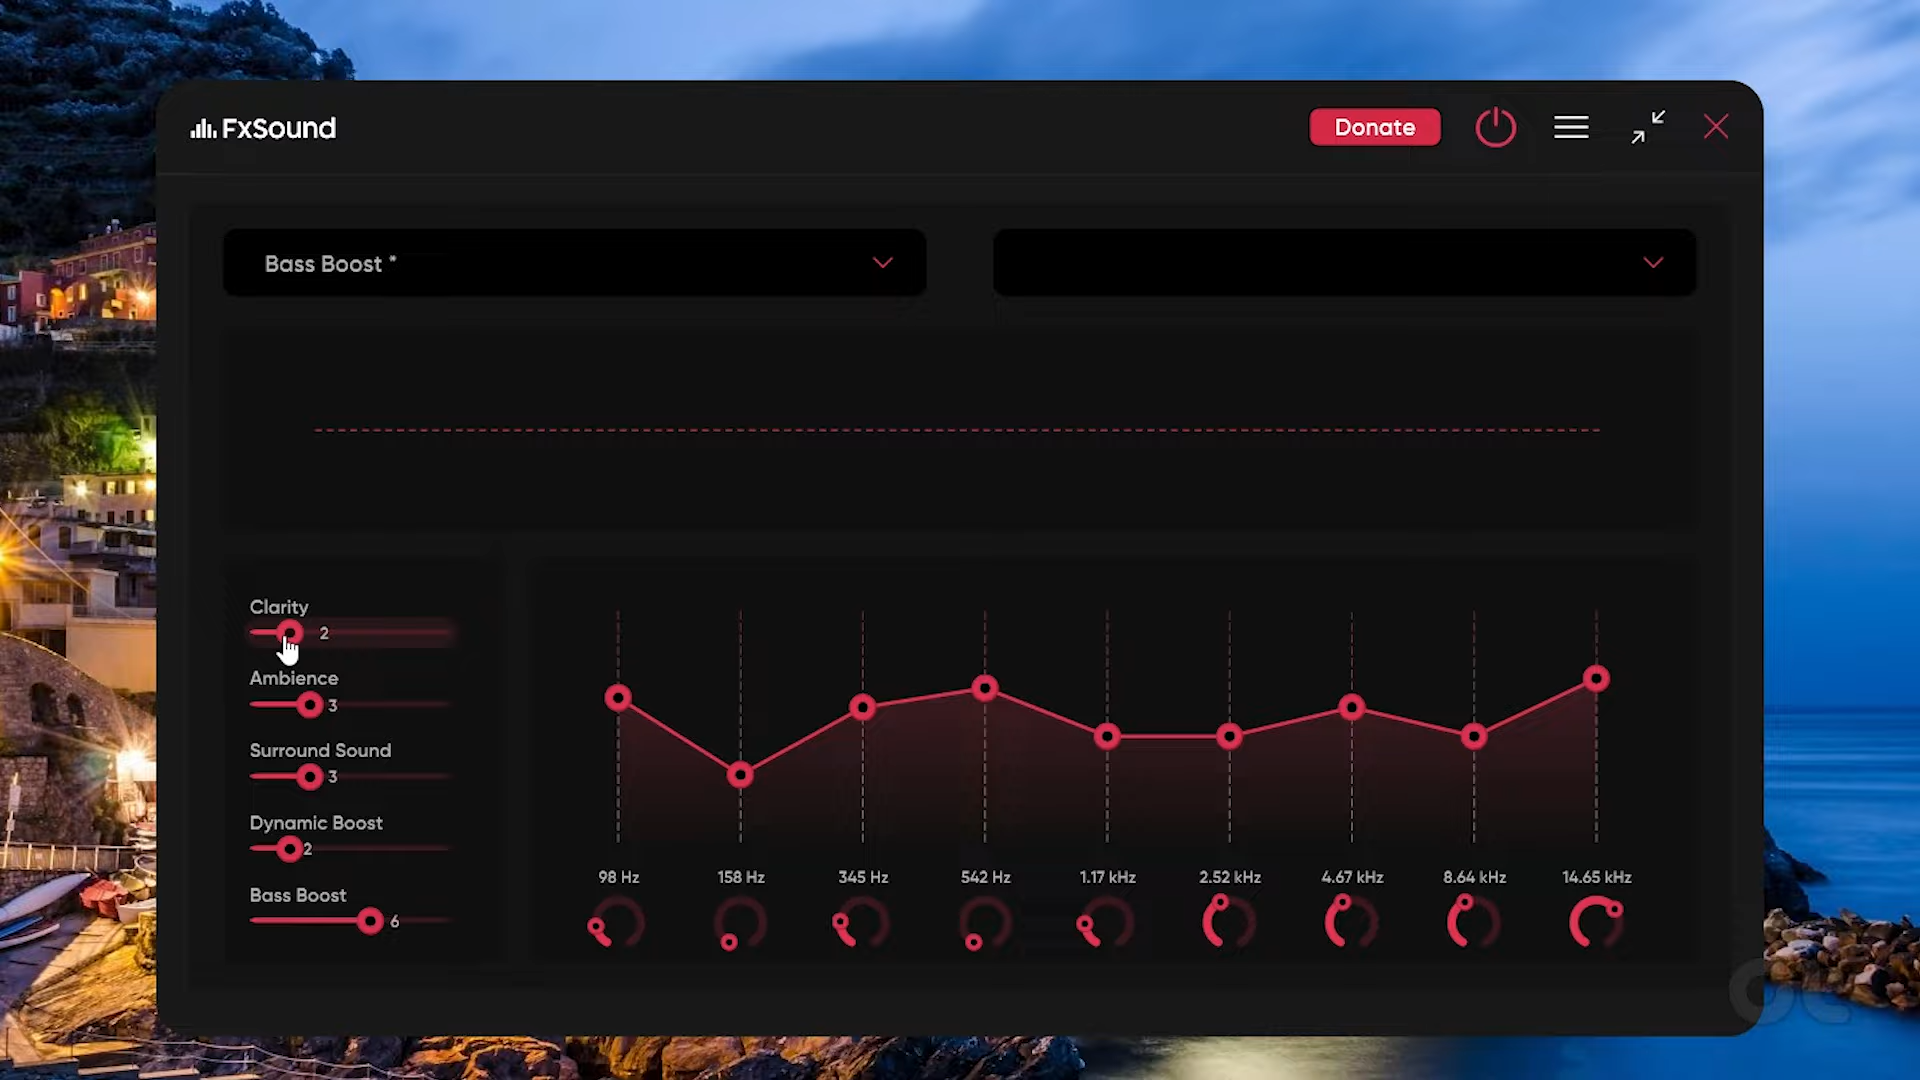 FxSound
Donate
Bass Boost *
Clarity
2
Ambience
3
Surround Sound
3
Dynamic Boost
2
Bass Boost
6
98 Hz 158 Hz 345 Hz 542 Hz 1.17 kHz 2.52 kHz 4.67 kHz 8.64 kHz 14.65 kHz